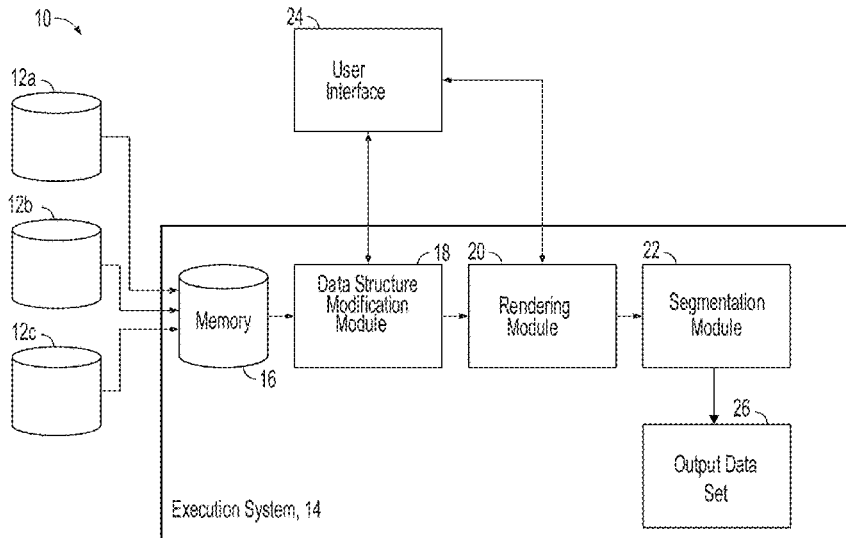 10
24
12a
User
Interface
12b
18
20
22
Data Structure
Modification
Module
Rendering
Module
Segmentation
Module
Memory
12c
16
26
Output Data
Set
Execution System, 14